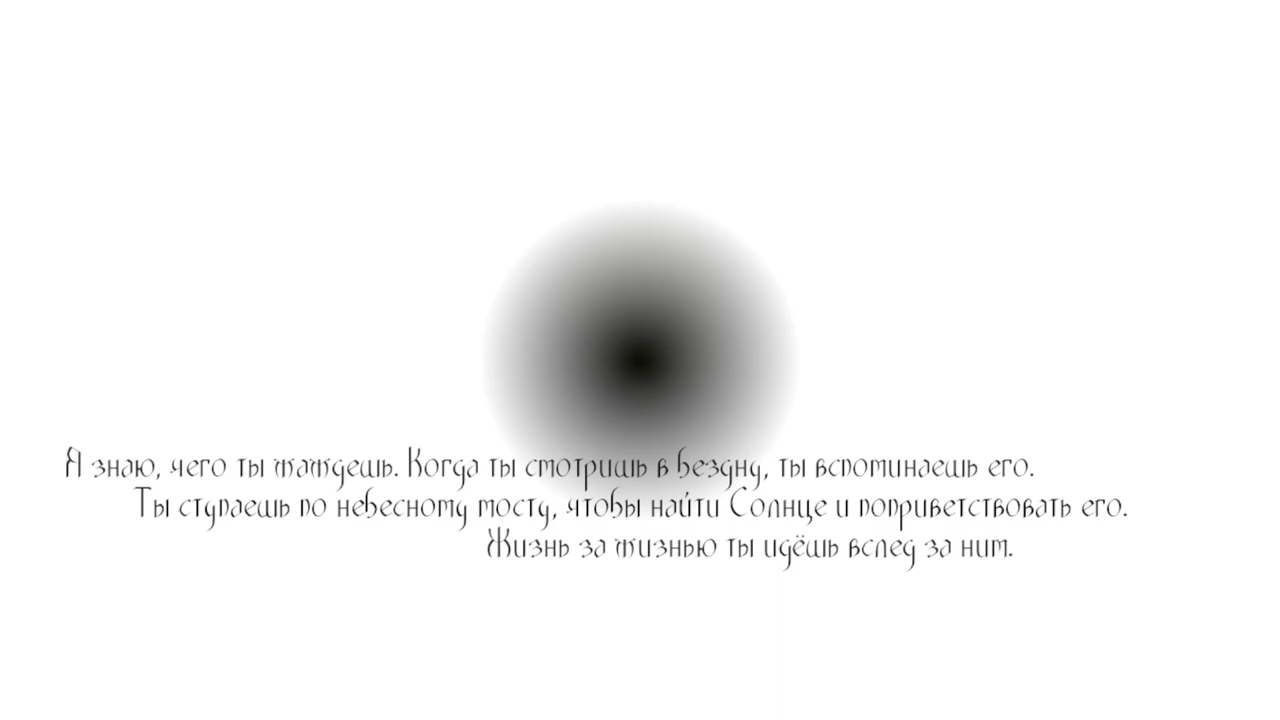 Я знаю, чего ты жаждешь. Когда ты смотришь в бездну, ты вспоминаешь его.
Ты ступаешь по небесному мосту, чтобы найти Солнце и поприветствовать его.
Жизнь за жизнью ты идёшь вслед за ним.